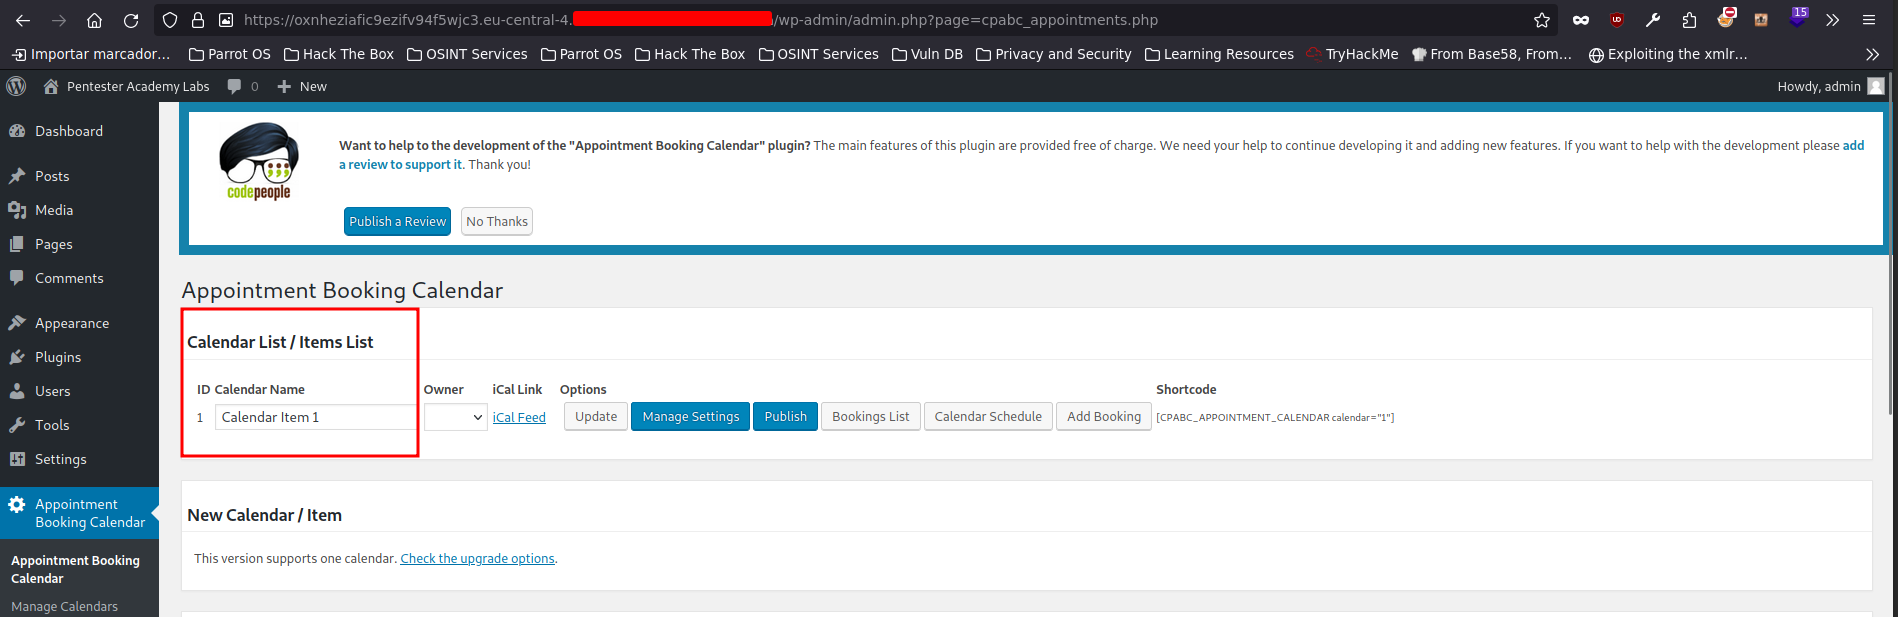 https://oxnheziafic9ezifv94f5wjc3.eu-central-4. /wp-admin/admin.php?page=cpabc_appointments.php
15
Importar marcador... Parrot OS Hack The Box OSINT Services Parrot OS Hack The Box OSINT Services Vuln DB Privacy and Security Learning Resources TryHackMe From Base58, From... Exploiting the xmlr...
Pentester Academy Labs 0 New Howdy, admin
Dashboard
Posts
Media
Pages
Comments
Appearance
Plugins
Users
Tools
Settings
Appointment
Booking Calendar
Appointment Booking
Calendar
Manage Calendars
codepeople
Want to help to the development of the "Appointment Booking Calendar" plugin? The main features of this plugin are provided free of charge. We need your help to continue developing it and adding new features. If you want to help with the development please add
a review to support it. Thank you!
Publish a Review No Thanks
Appointment Booking Calendar
Calendar List / Items List
ID Calendar Name Owner iCal Link Options Shortcode
1 Calendar Item 1 iCal Feed Update Manage Settings Publish Bookings List Calendar Schedule Add Booking [CPABC_APPOINTMENT_CALENDAR calendar="1"]
New Calendar / Item
This version supports one calendar. Check the upgrade options.